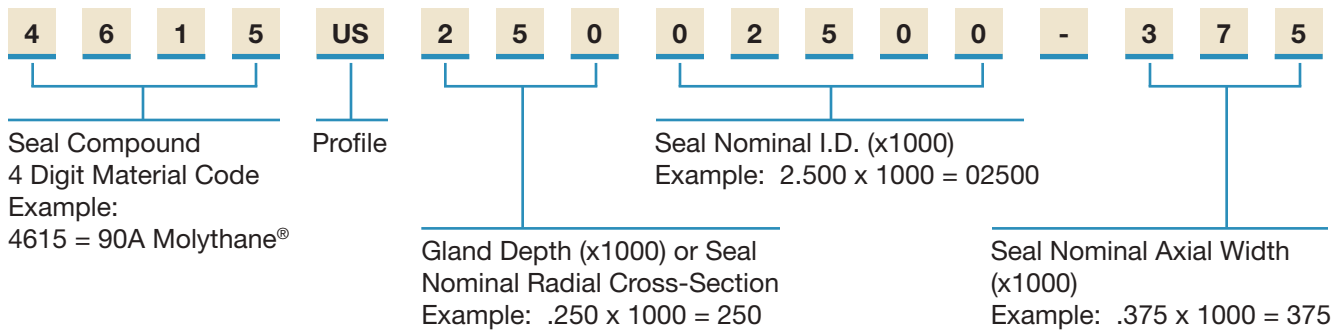 4 6 1 5 US 2 5 0 0 2 5 0 0 - 3 7 5
Seal Compound
4 Digit Material Code
Example:
4615 = 90A Molythane®
Profile
Gland Depth (x1000) or Seal
Nominal Radial Cross-Section
Example: .250 x 1000 = 250
Seal Nominal I.D. (x1000)
Example: 2.500 x 1000 = 02500
Seal Nominal Axial Width
(x1000)
Example: .375 x 1000 = 375